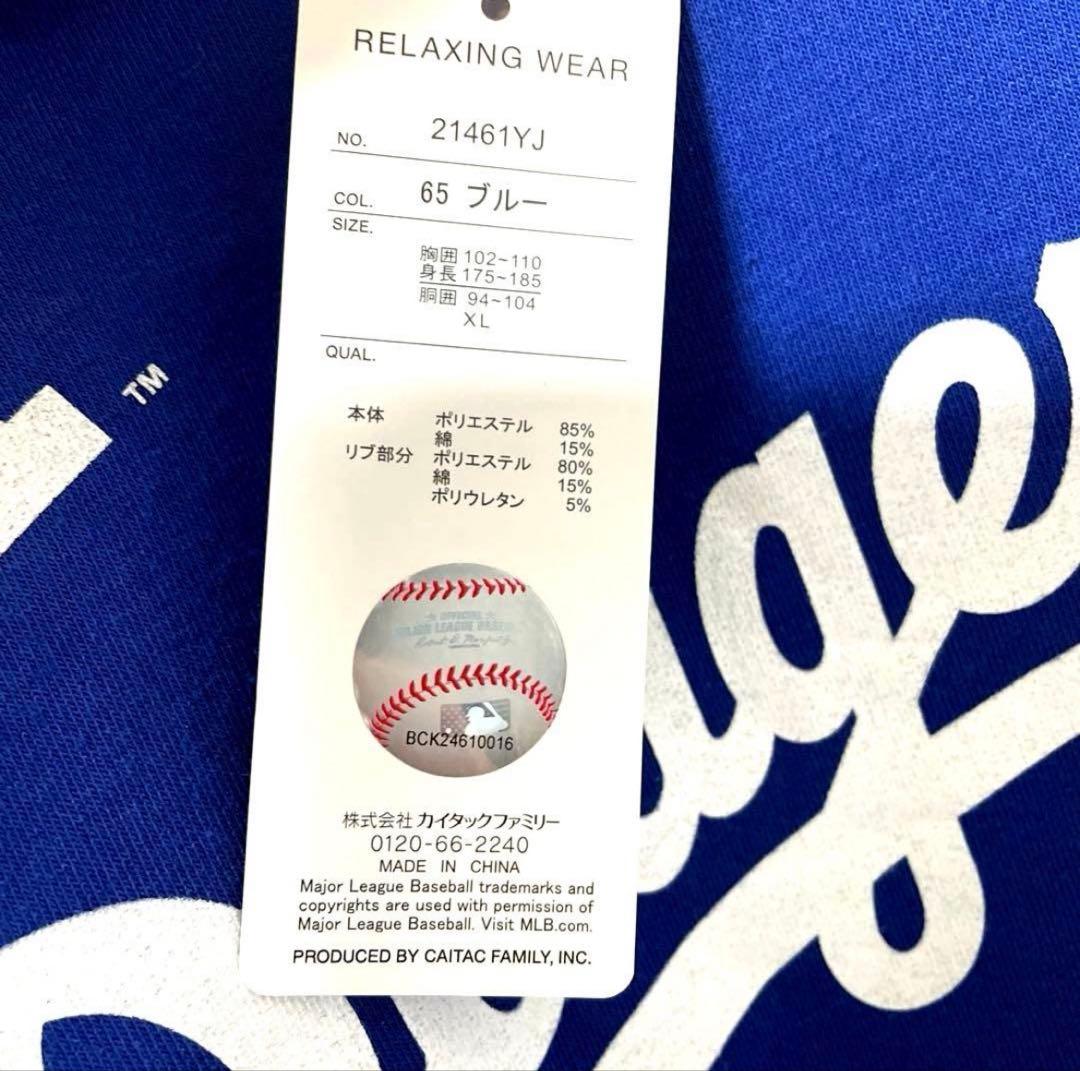 RELAXING WEAR
NO. 21461YJ
COL. 65 ブルー
SIZE.
胸囲 102~110
身長 175~185
胴囲 94~104
XL
QUAL.
本体 ポリエステル 85%
綿 15%
リブ部分 ポリエステル 80%
綿 15%
ポリウレタン 5%
OFFICIAL
MAJOR LEAGUE BASEBALL
BCK24610016
株式会社 カイタックファミリー
0120-66-2240
MADE IN CHINA
Major League Baseball trademarks and
copyrights are used with permission of
Major League Baseball. Visit MLB.com.
PRODUCED BY CAITAC FAMILY, INC.
TM